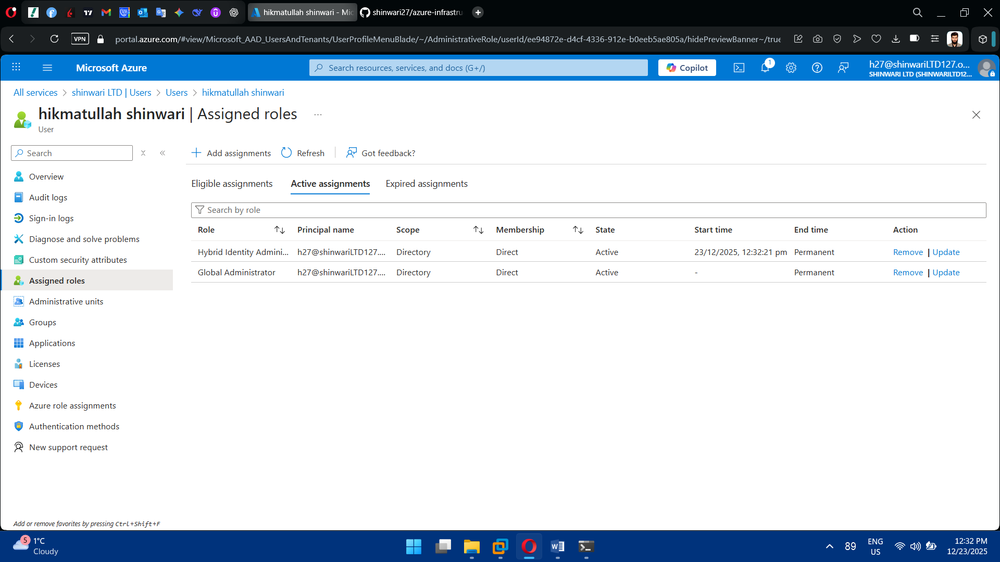 hikmatullah shinwari - Mic
shinwari27/azure-infrastru
VPN
portal.azure.com/#view/Microsoft_AAD_UsersAndTenants/UserProfileMenuBlade/~/AdministrativeRole/userId/ee94872e-d4cf-4336-912e-b0eeb5ae805a/hidePreviewBanner~/true
Microsoft Azure
Search resources, services, and docs (G+/)
Copilot
1
h27@shinwariLTD127.o...
SHINWARI LTD (SHINWARILTD12...
All services > shinwari LTD | Users > Users > hikmatullah shinwari
hikmatullah shinwari | Assigned roles ...
User
Search
Add assignments
Refresh
Got feedback?
Overview
Audit logs
Sign-in logs
Diagnose and solve problems
Custom security attributes
Assigned roles
Administrative units
Groups
Applications
Licenses
Devices
Azure role assignments
Authentication methods
New support request
Eligible assignments Active assignments Expired assignments
Search by role
Role Principal name Scope Membership State Start time End time Action
Hybrid Identity Admini... h27@shinwariLTD127.... Directory Direct Active 23/12/2025, 12:32:21 pm Permanent Remove | Update
Global Administrator h27@shinwariLTD127.... Directory Direct Active - Permanent Remove | Update
Add or remove favorites by pressing Ctrl+Shift+F
5
1°C
Cloudy
89
ENG
US
12:32 PM
12/23/2025